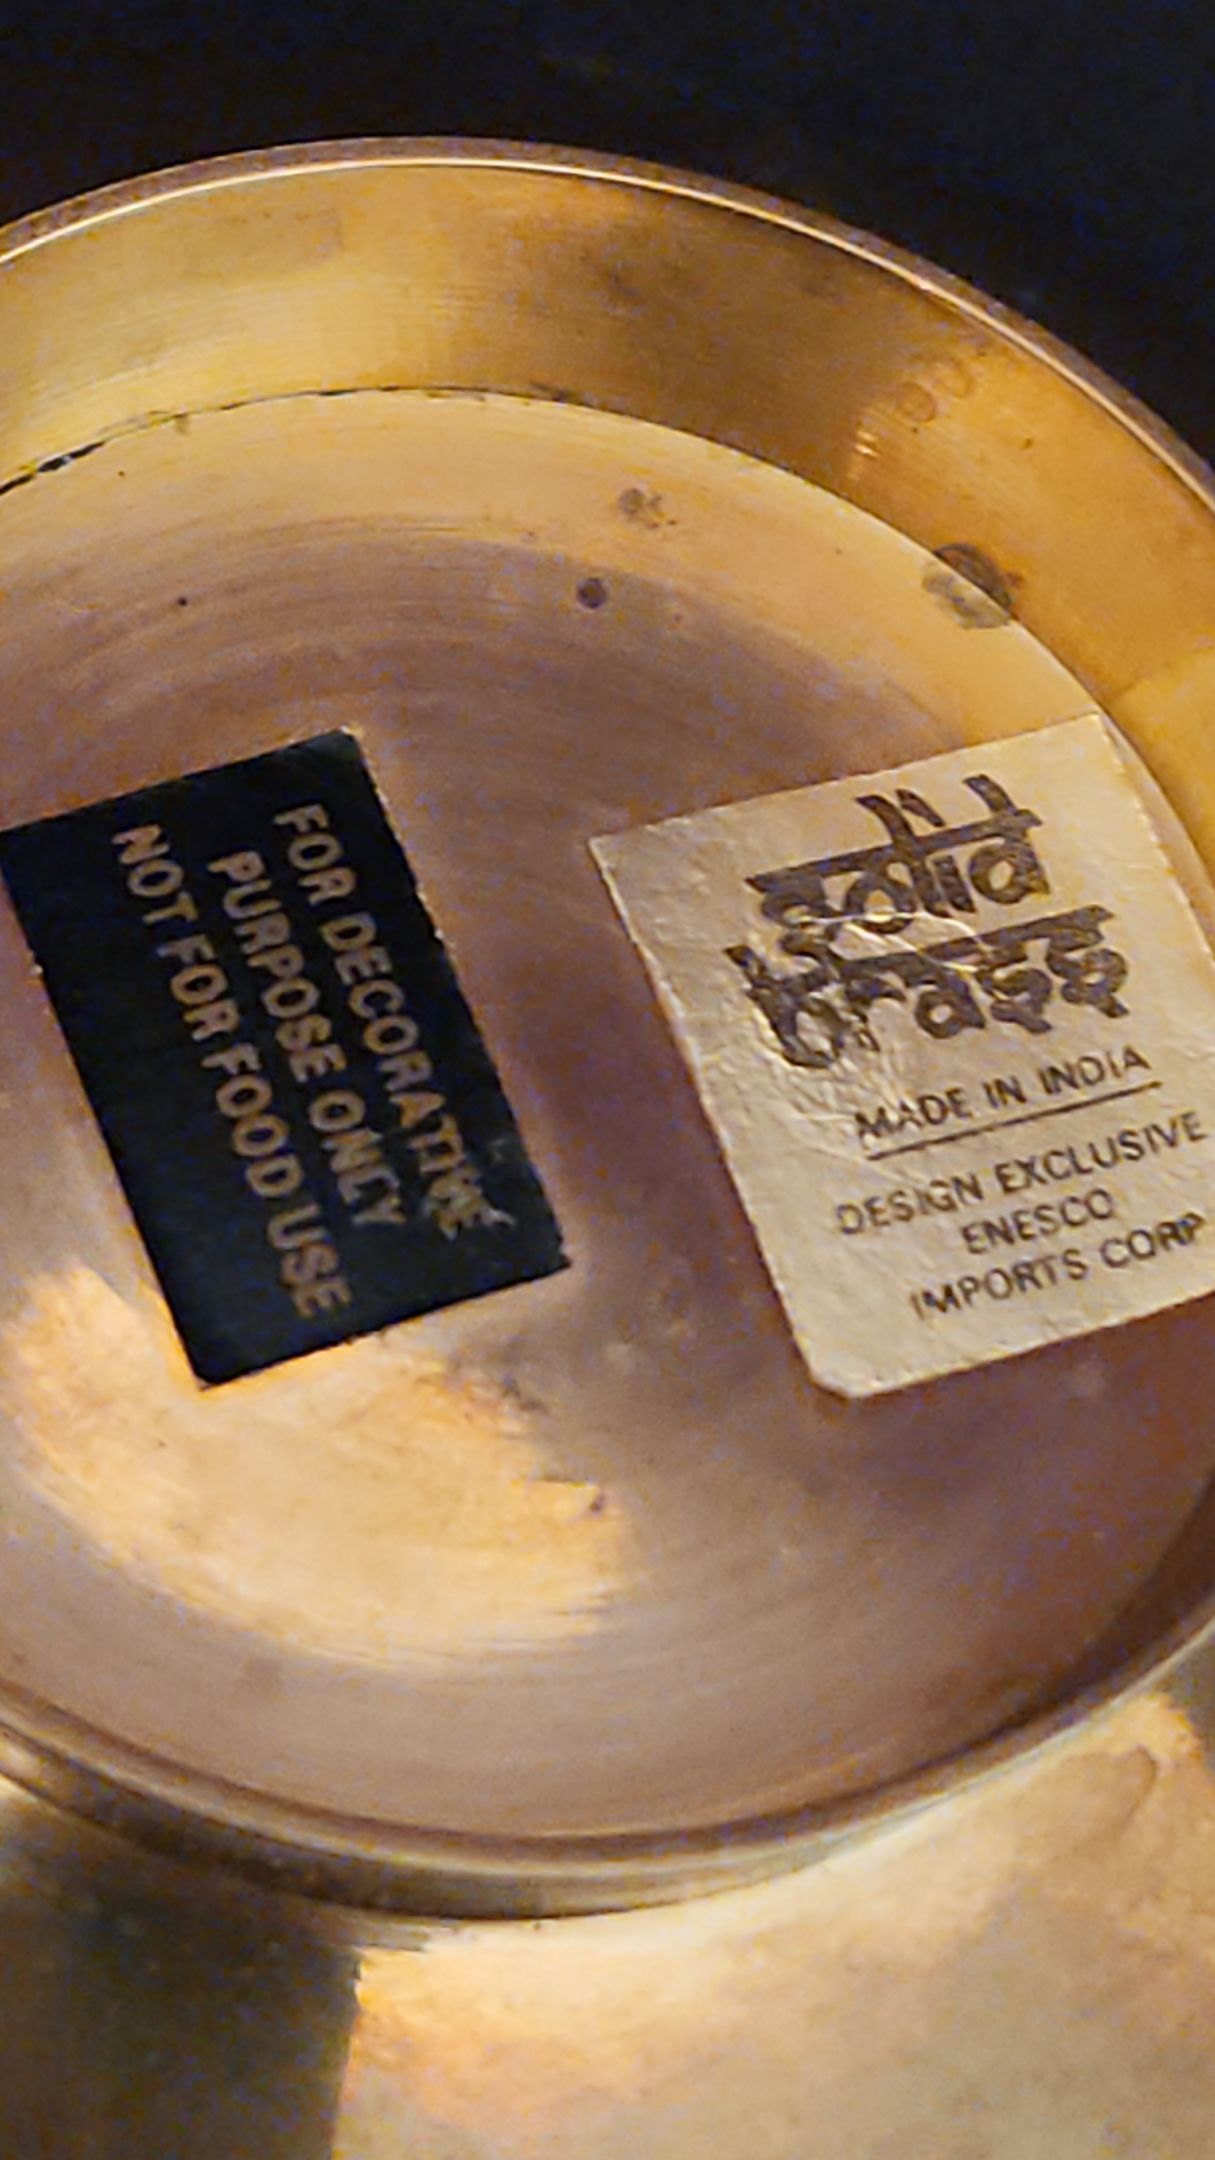 FOR DECORATIVE
PURPOSE ONLY
NOT FOR FOOD USE
solid
brass
MADE IN INDIA
DESIGN EXCLUSIVE
ENESCO
IMPORTS CORP